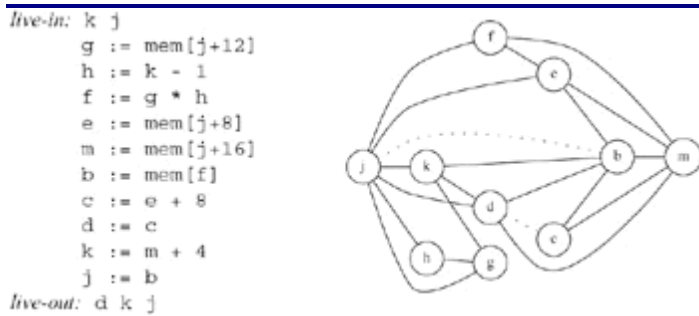 live-in: k j
g := mem[j+12]
h := k - 1
f := g * h
e := mem[j+8]
m := mem[j+16]
b := mem[f]
c := e + 8
d := c
k := m + 4
j := b
live-out: d k j
f
e
j
k
b
m
d
c
h
g